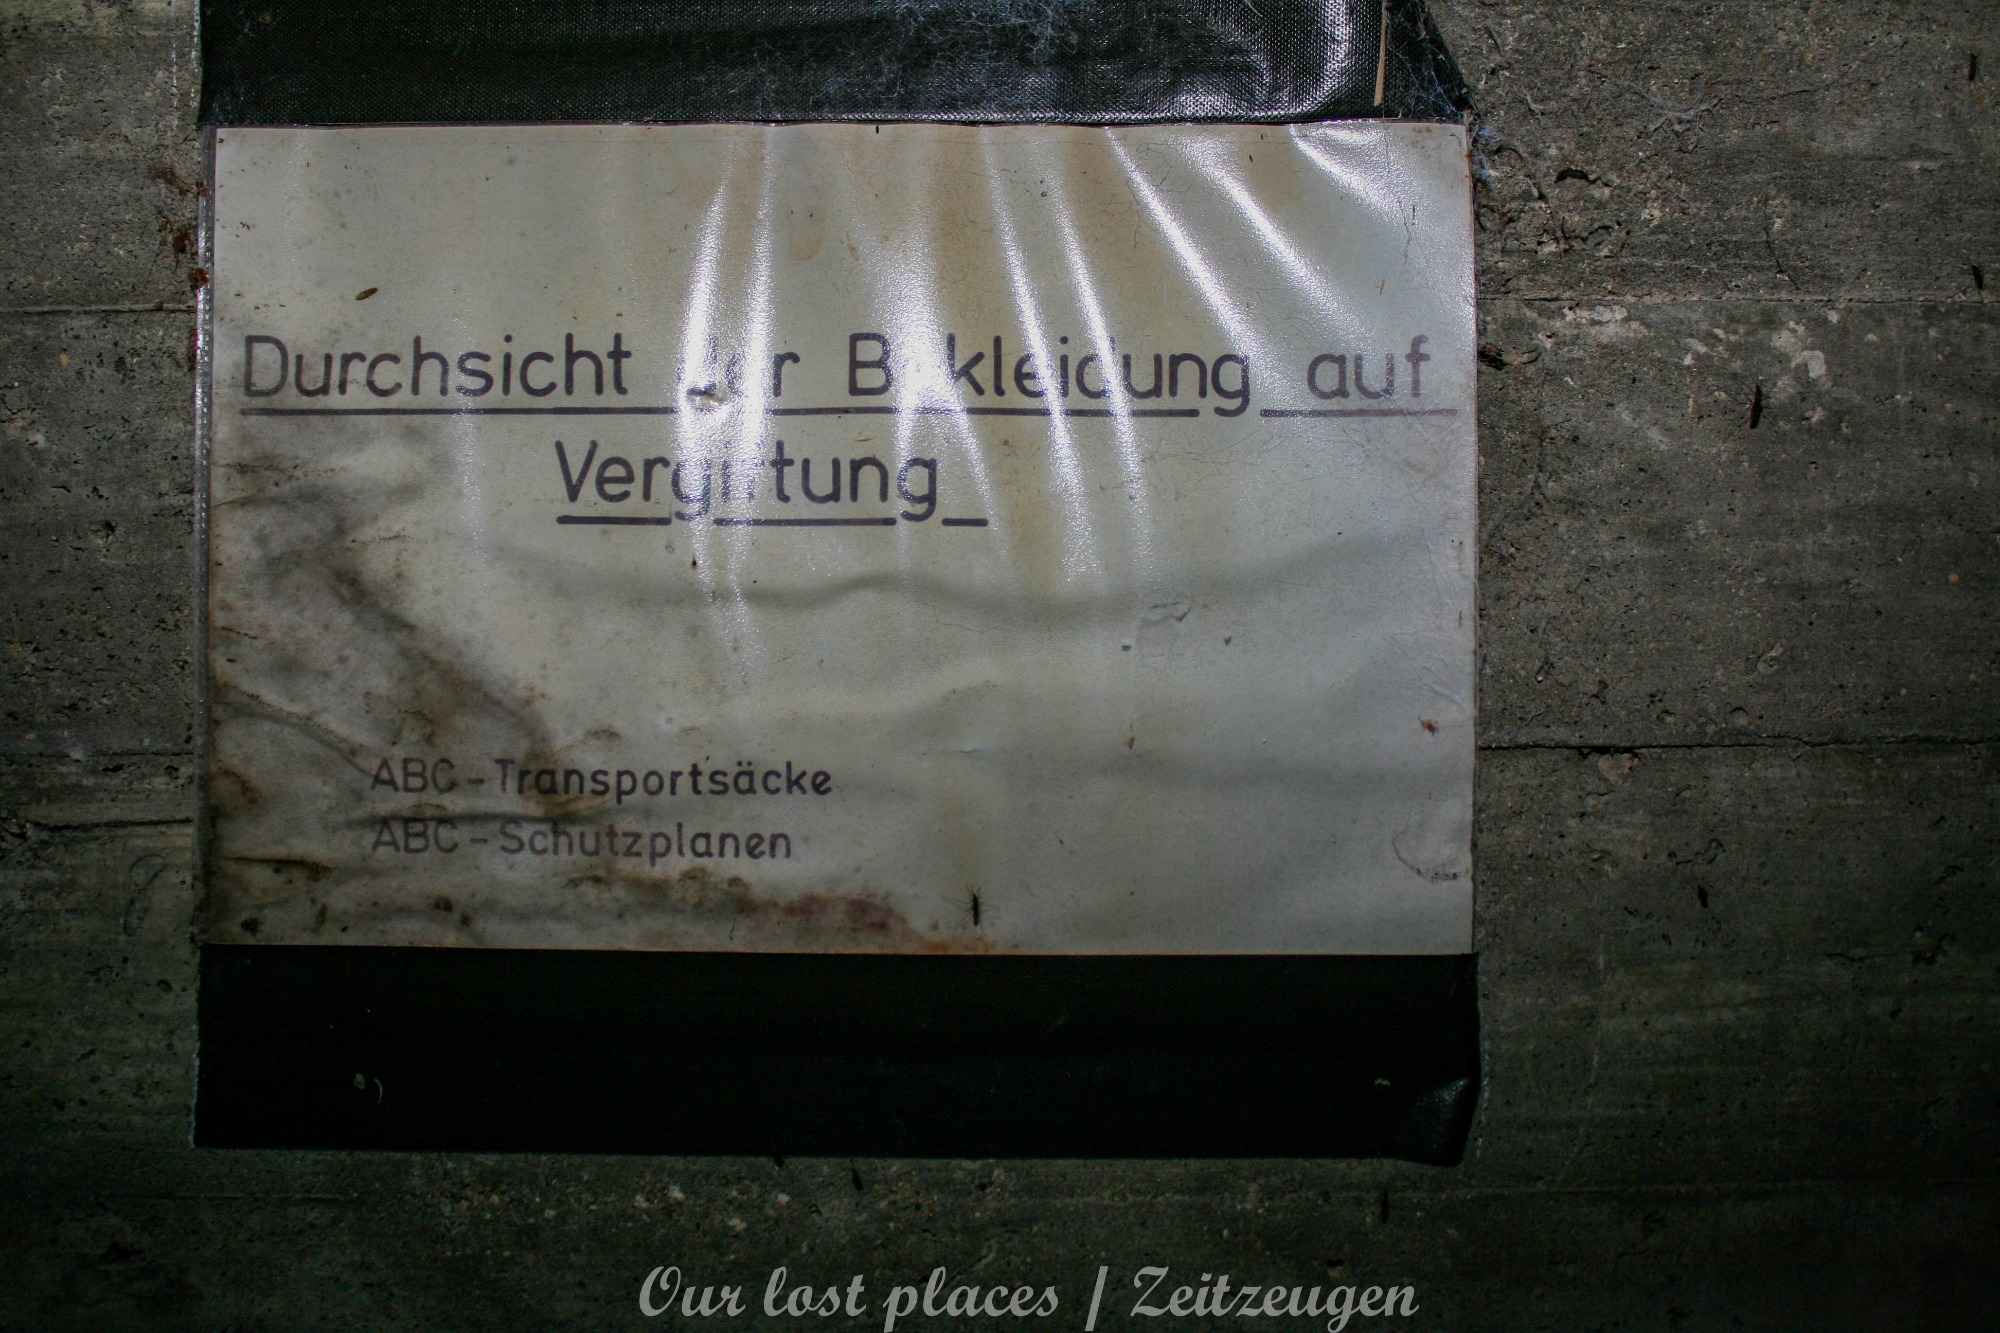 Durchsicht der Bekleidung auf
Vergiftung
ABC-Transportsäcke
ABC-Schutzplanen
Our lost places / Zeitzeugen